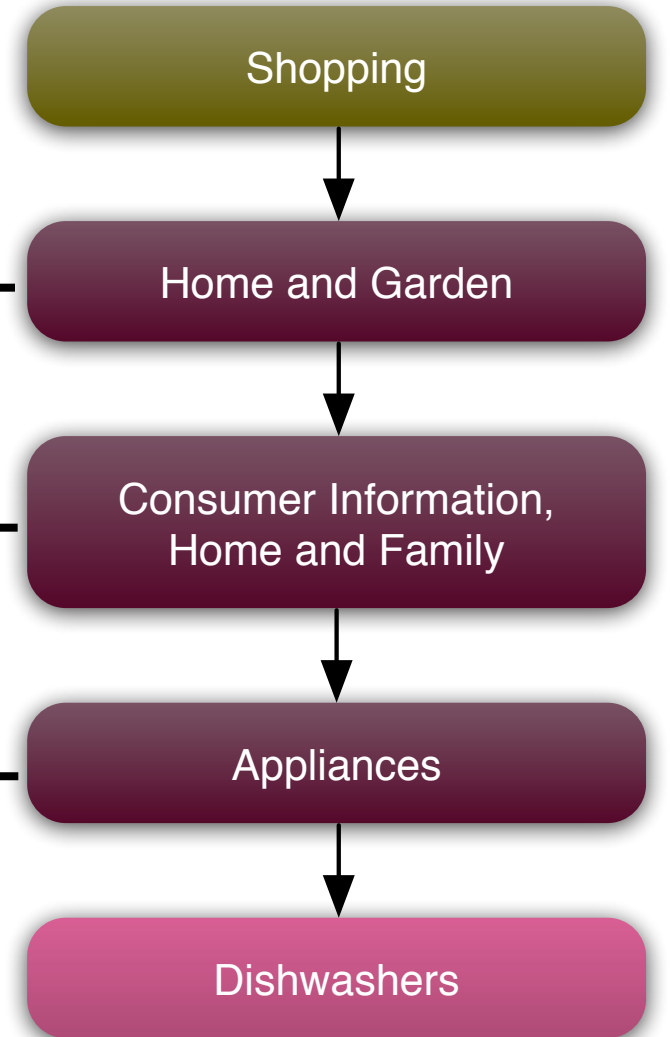 Shopping
Home and Garden
Consumer Information,
Home and Family
Appliances
Dishwashers